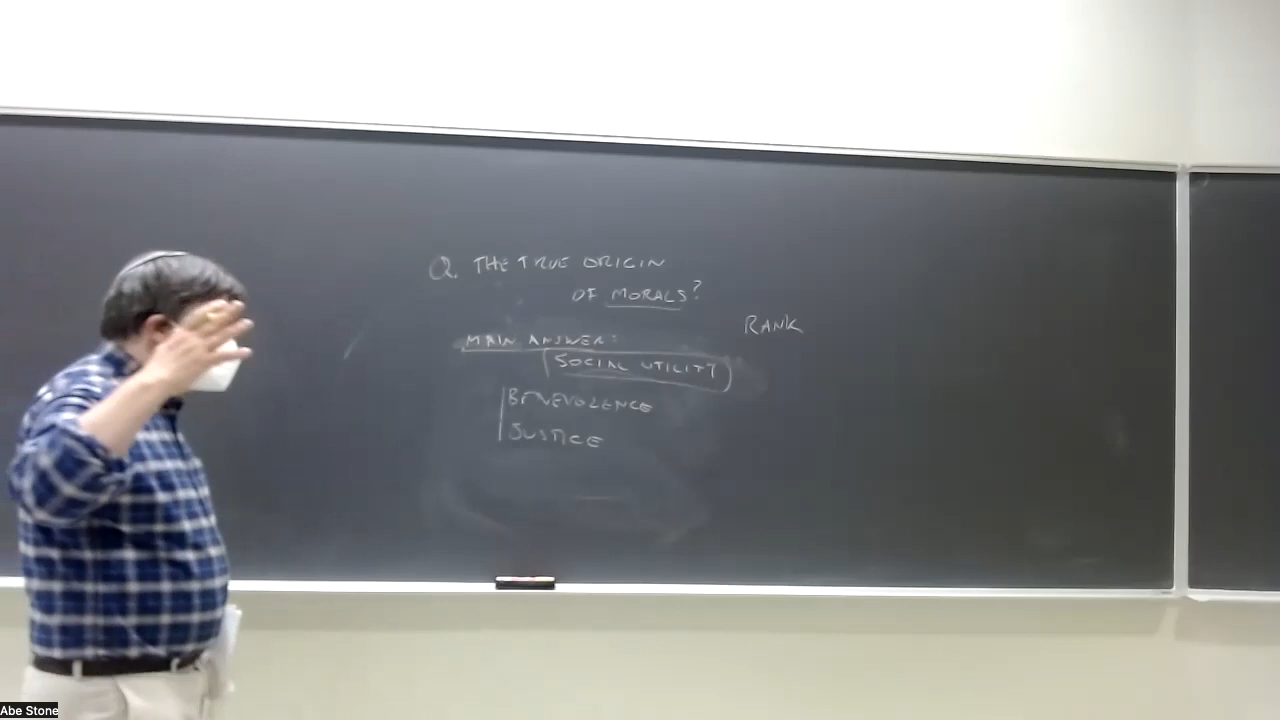 Q. THE TRUE ORIGIN
OF MORALS?
RANK
MAIN ANSWER:
SOCIAL UTILITY
BENEVOLENCE
JUSTICE
Abe Stone